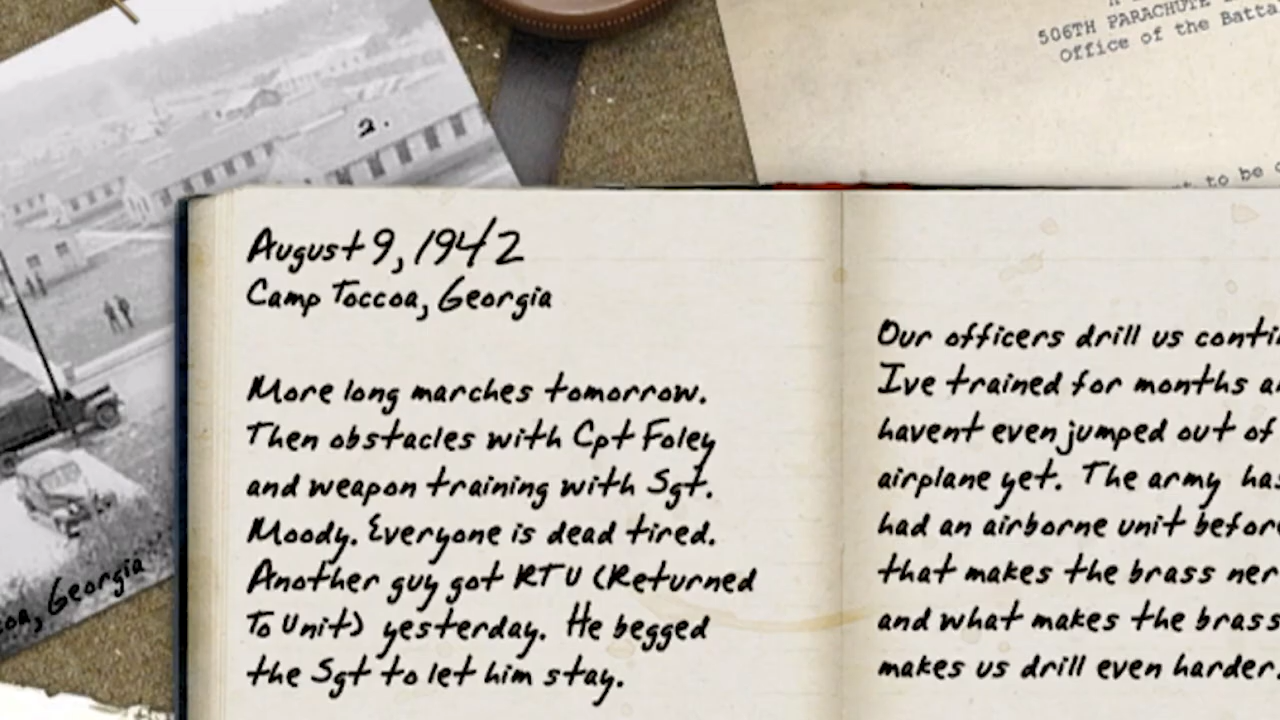 506TH PARACHUTE
Office of the
2.
to be
August 9, 1942
Camp Toccoa, Georgia
More long marches tomorrow.
Then obstacles with Cpt Foley
and weapon training with Sgt.
Moody. Everyone is dead tired.
Another guy got RTU (Returned
To Unit) yesterday. He begged
the Sgt to let him stay.
Our officers drill us
Ive trained for months
havent even jumped out of
airplane yet. The army has
had an airborne unit before
that makes the brass
and what makes the brass
makes us drill even harder.
Georgia